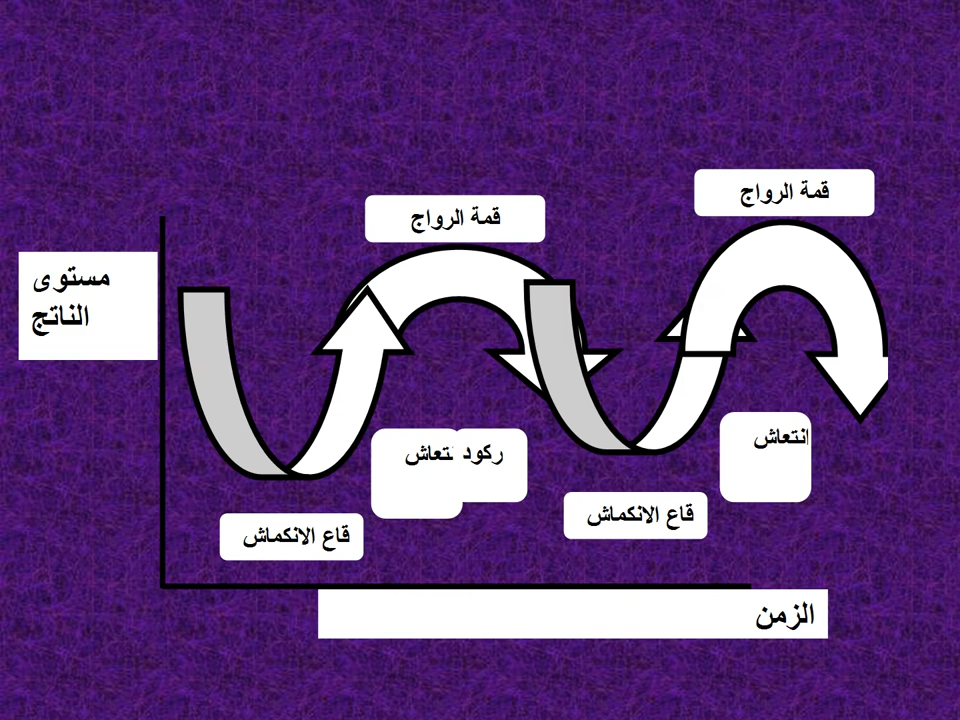 قمة الرواج
قمة الرواج
مستوى
الناتج
انتعاش
ركود
تعاش
قاع الانكماش
قاع الانكماش
الزمن